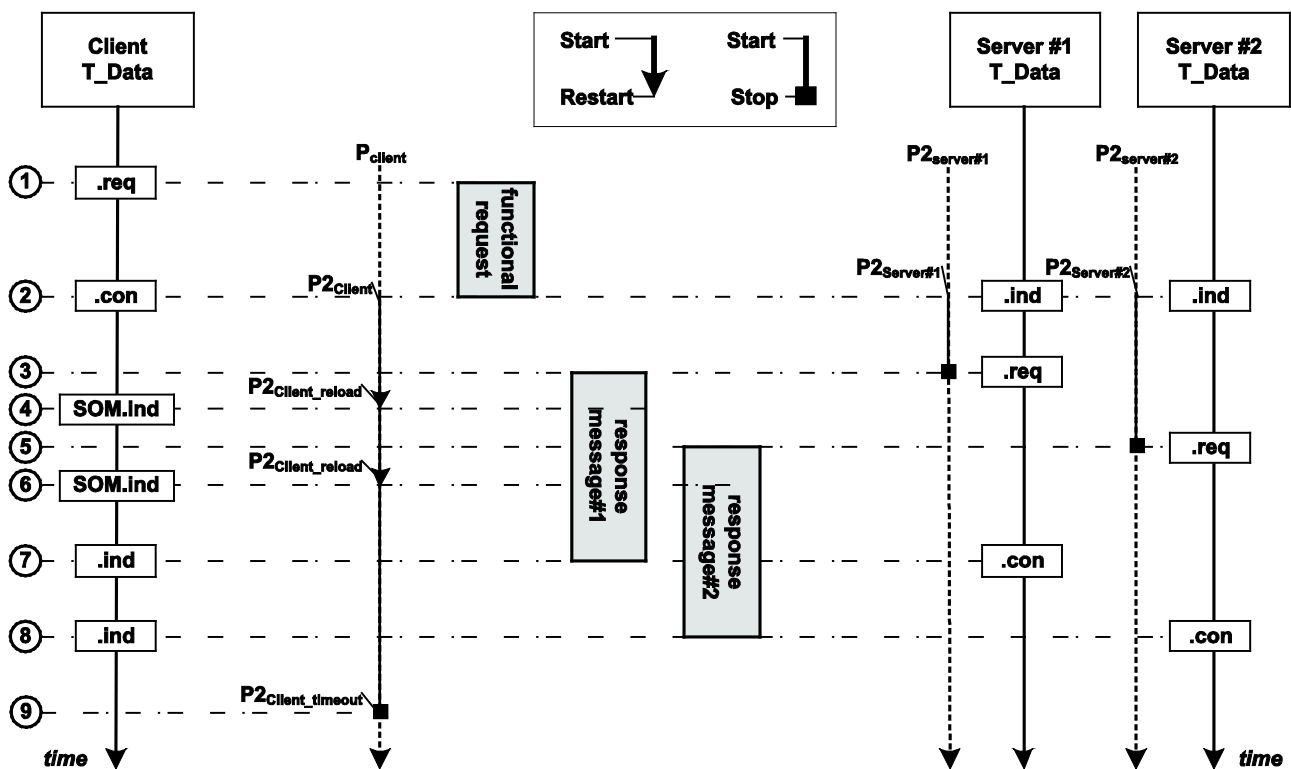 Client
T_Data
Start
Restart
Start
Stop
Server #1
T_Data
Server #2
T_Data
Pclient
P2server#1
P2server#2
1
.req
functional
request
2
.con
P2Client
P2Server#1
.ind
P2Server#2
.ind
3
.req
P2Client_reload
4
SOM.ind
response
message#1
5
.req
P2Client_reload
6
SOM.ind
response
message#2
7
.ind
.con
8
.ind
.con
P2Client_timeout
9
time
time